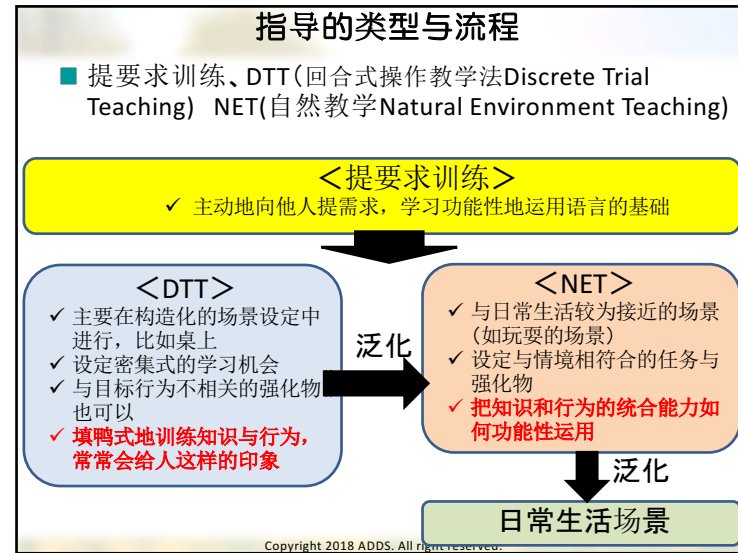 指导的类型与流程
■ 提要求训练、DTT(回合式操作教学法Discrete Trial
Teaching) NET(自然教学Natural Environment Teaching)
＜提要求训练＞
✓ 主动地向他人提需求，学习功能性地运用语言的基础
＜DTT＞
✓ 主要在构造化的场景设定中
进行，比如桌上
✓ 设定密集式的学习机会
✓ 与目标行为不相关的强化物
也可以
✓ 填鸭式地训练知识与行为，
常常会给人这样的印象
泛化
＜NET＞
✓ 与日常生活较为接近的场景
(如玩耍的场景)
✓ 设定与情境相符合的任务与
强化物
✓ 把知识和行为的统合能力如
何功能性运用
泛化
日常生活场景
Copyright 2018 ADDS. All right reserved.